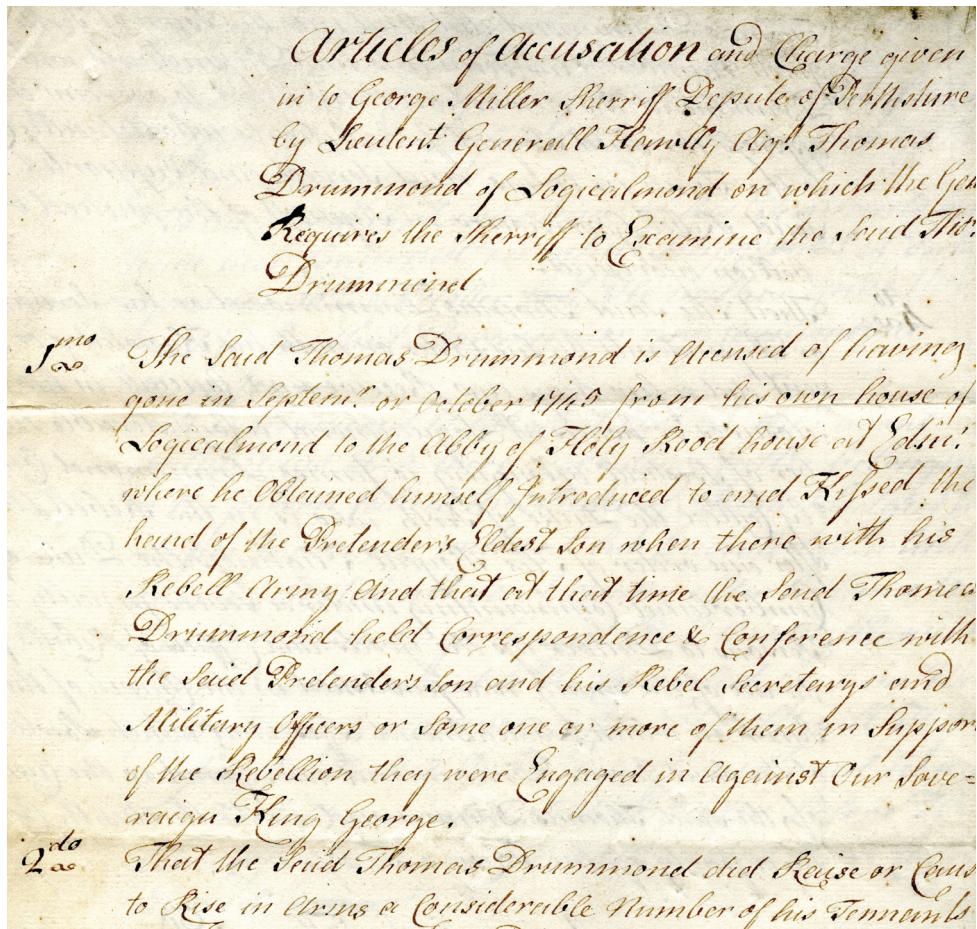 Articles of Accusation and Charge given
in to George Miller Sherriff Depute of Perthshire
by Lieutent Generall Hawlly Agt Thomas
Drummond of Logiealmond on which the Gen
Requires the Sherriff to Examine the Said Thos
Drummond
1mo The Said Thomas Drummond is Accused of having
gone in Septemr or October 1745 from his own house of
Logiealmond to the Abby of Holy Rood house at Edinr
where he Obtained himself Introduced to and Kissed the
hand of the Pretenders Eldest Son when there with his
Rebell Army And that at that time the Said Thomas
Drummond held Correspondence & Conference with
the Said Pretenders Son and his Rebel Secretarys and
Military Officers or Some one or more of them in Suppor
of the Rebellion they were Engaged in Against Our Sove=
raign King George.
2do That the Said Thomas Drummond did Raise or Caus
to Rise in Arms a Considerable Number of his Tennants